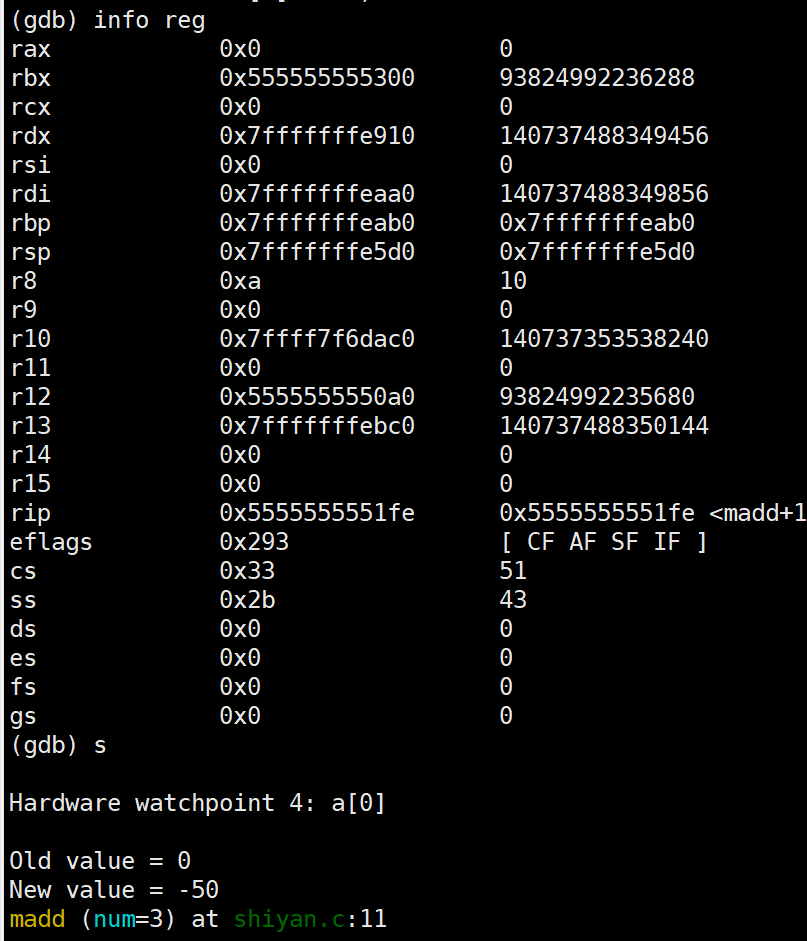 (gdb) info reg
rax 0x0 0
rbx 0x555555555300 93824992236288
rcx 0x0 0
rdx 0x7fffffffe910 140737488349456
rsi 0x0 0
rdi 0x7fffffffeaa0 140737488349856
rbp 0x7fffffffeab0 0x7fffffffeab0
rsp 0x7fffffffe5d0 0x7fffffffe5d0
r8 0xa 10
r9 0x0 0
r10 0x7ffff7f6dac0 140737353538240
r11 0x0 0
r12 0x5555555550a0 93824992235680
r13 0x7fffffffebc0 140737488350144
r14 0x0 0
r15 0x0 0
rip 0x5555555551fe 0x5555555551fe <madd+1
eflags 0x293 [ CF AF SF IF ]
cs 0x33 51
ss 0x2b 43
ds 0x0 0
es 0x0 0
fs 0x0 0
gs 0x0 0
(gdb) s
Hardware watchpoint 4: a[0]
Old value = 0
New value = -50
madd (num=3) at shiyan.c:11